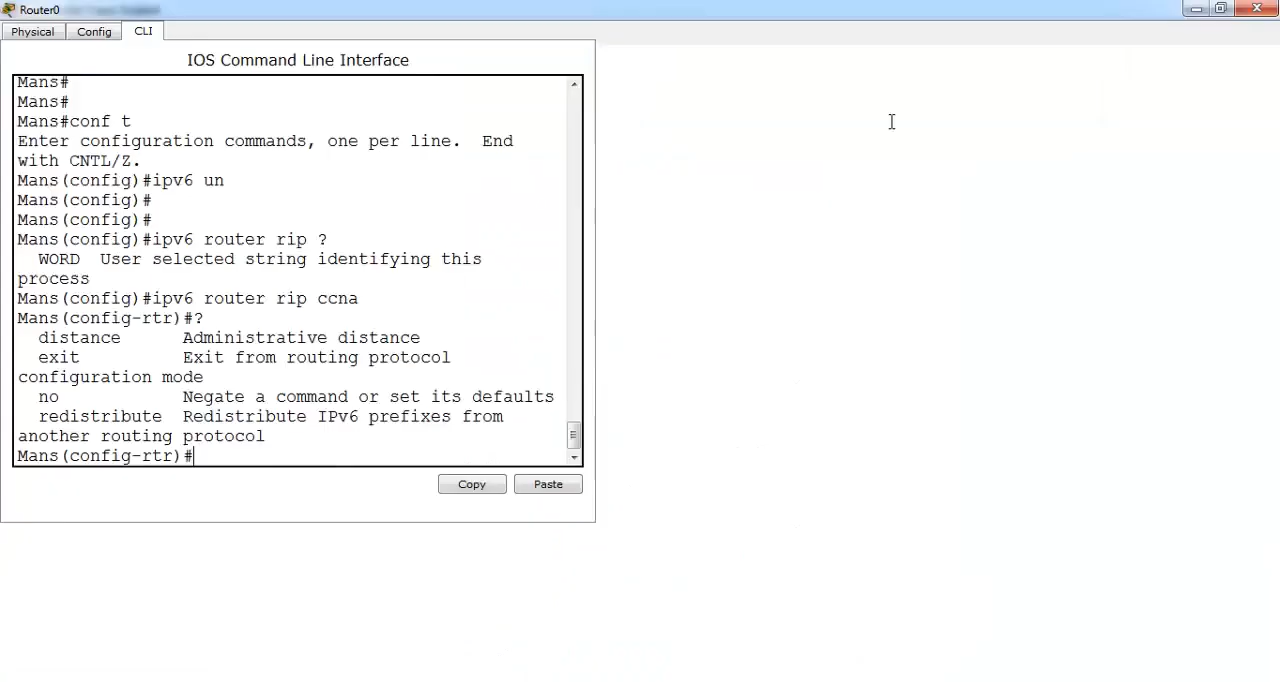 Router0
Physical Config CLI
IOS Command Line Interface
Mans#
Mans#
Mans#conf t
Enter configuration commands, one per line.  End
with CNTL/Z.
Mans(config)#ipv6 un
Mans(config)#
Mans(config)#
Mans(config)#ipv6 router rip ?
  WORD  User selected string identifying this
process
Mans(config)#ipv6 router rip ccna
Mans(config-rtr)#?
  distance      Administrative distance
  exit          Exit from routing protocol
configuration mode
  no            Negate a command or set its defaults
  redistribute  Redistribute IPv6 prefixes from
another routing protocol
Mans(config-rtr)#
Copy Paste